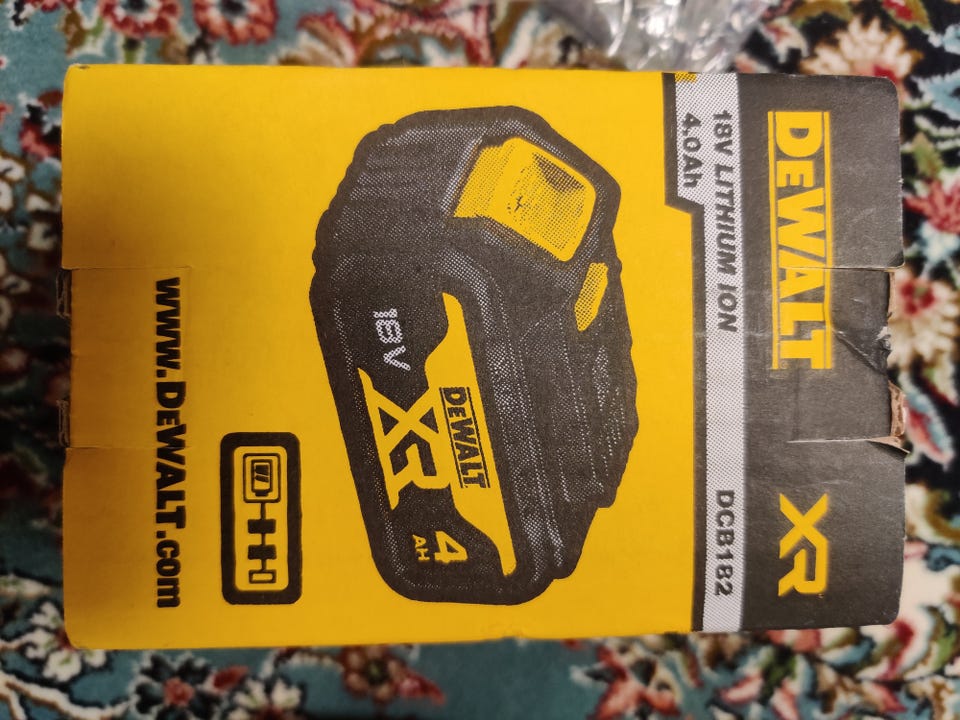 DEWALT XR
18V LITHIUM ION DCB182
4.0Ah
18V
DEWALT
XR
4
AH
www.DEWALT.com